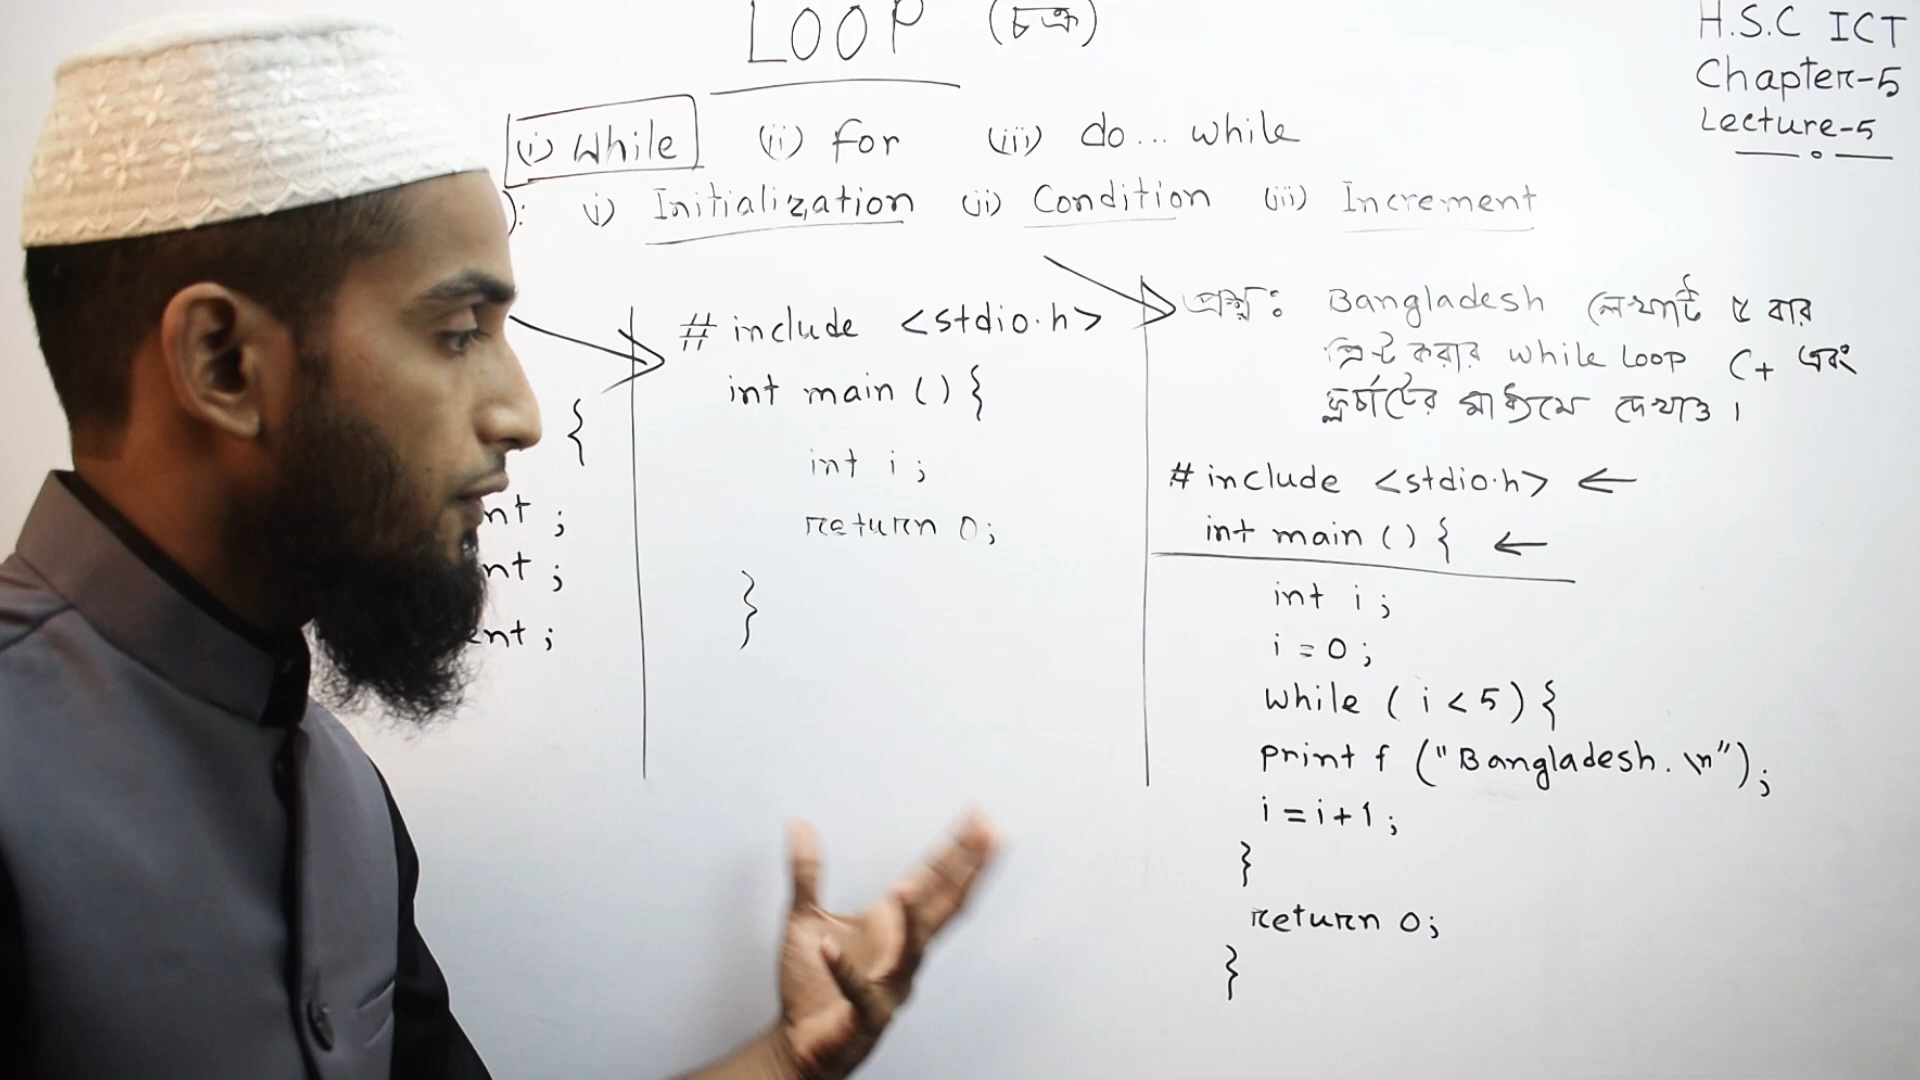 LOOP (চক্র)
H.S.C ICT
Chapter-5
Lecture-5
(i) While (ii) for (iii) do... while
): i) Initialization ii) Condition iii) Increment
{
nt ;
nt ;
ent ;
# include <stdio.h>
int main () {
int i ;
return 0;
}
প্রশ্ন: Bangladesh লেখাটি ৫ বার
প্রিন্ট করার while loop এবং
ফ্লচার্টের মাধ্যমে দেখাও।
# include <stdio.h> ←
int main () { ←
int i ;
i = 0 ;
while ( i < 5 ) {
print f ("Bangladesh. \n");
i = i + 1 ;
}
return 0;
}